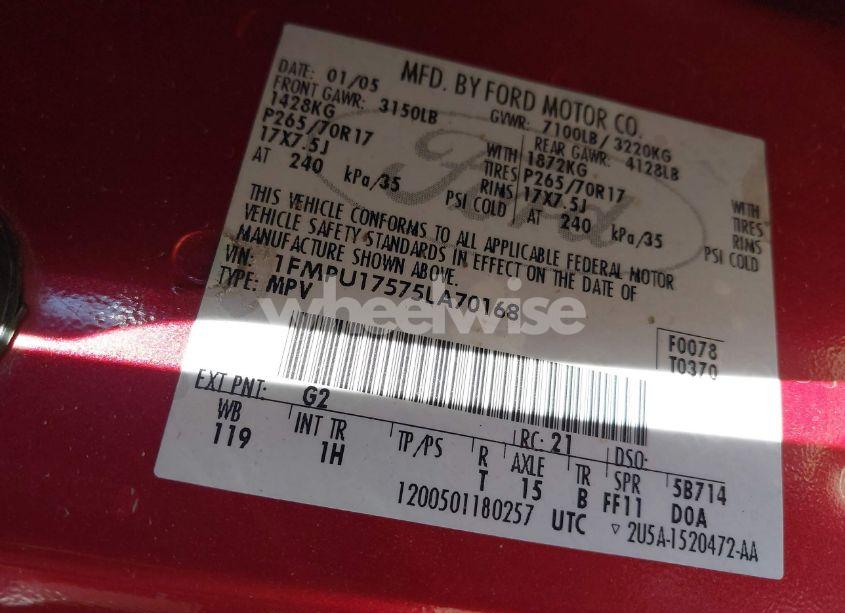 MFD. BY FORD MOTOR CO.
DATE: 01/05 GVWR: 7100LB/ 3220KG
FRONT GAWR: 3150LB REAR GAWR: 4128LB
1428KG WITH 1872KG WITH
P265/70R17 TIRES P265/70R17 TIRES
17X7.5J RIMS 17X7.5J RIMS
AT 240 kPa/35 PSI COLD AT 240 kPa/35 PSI COLD
THIS VEHICLE CONFORMS TO ALL APPLICABLE FEDERAL MOTOR
VEHICLE SAFETY STANDARDS IN EFFECT ON THE DATE OF
MANUFACTURE SHOWN ABOVE.
VIN: 1FMPU17575LA70168
TYPE: MPV
Ford
wheelwise
F0078
T0370
EXT PNT: G2 RC: 21 DSO:
WB INT TR TP/PS R AXLE TR SPR 5B714
119 1H T 15 B FF11 D0A
1200501180257 UTC ▽ 2U5A-1520472-AA